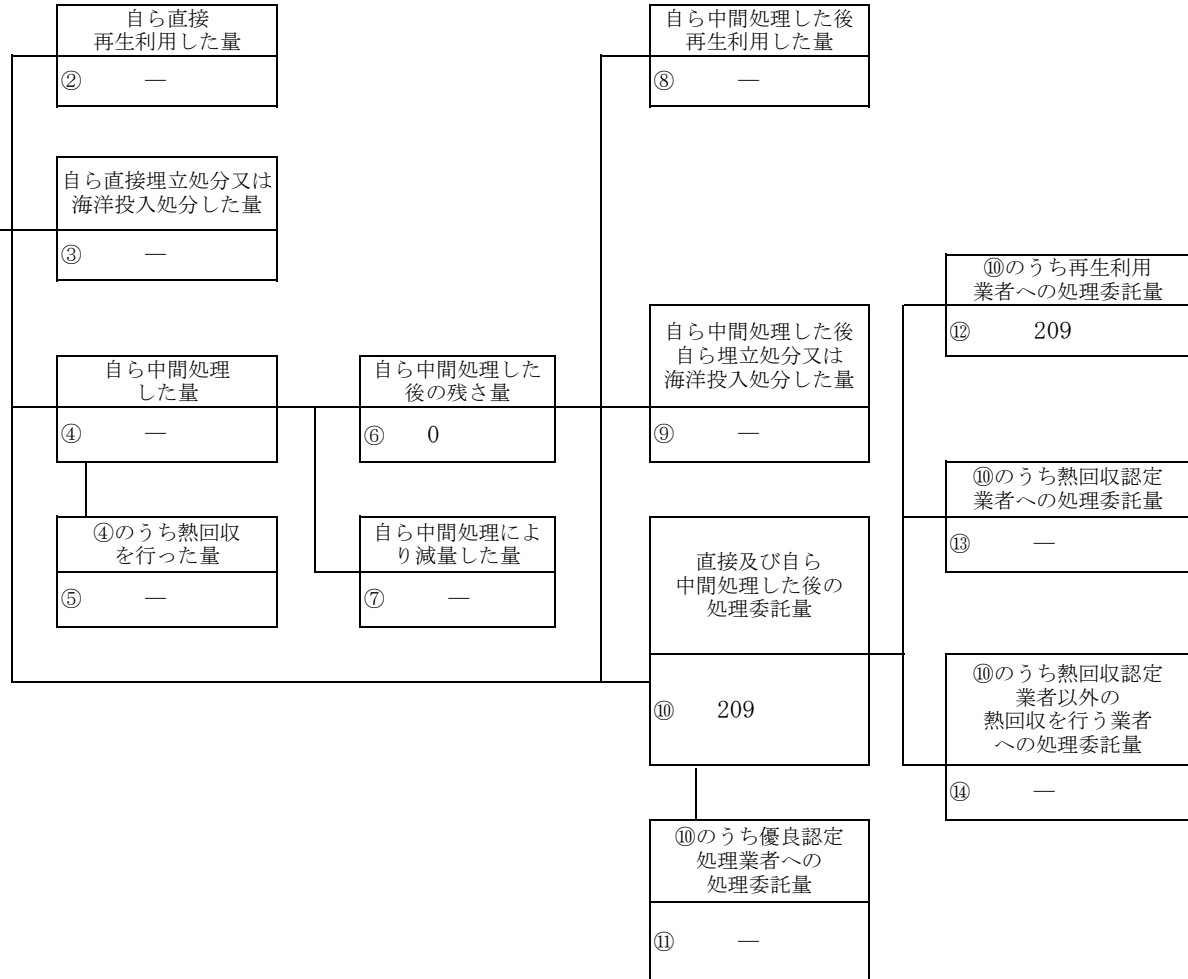 自ら直接
再生利用した量
② —
自ら直接埋立処分又は
海洋投入処分した量
③ —
自ら中間処理
した量
④ —
④のうち熱回収
を行った量
⑤ —
自ら中間処理した
後の残さ量
⑥ 0
自ら中間処理によ
り減量した量
⑦ —
自ら中間処理した後
再生利用した量
⑧ —
自ら中間処理した後
自ら埋立処分又は
海洋投入処分した量
⑨ —
直接及び自ら
中間処理した後の
処理委託量
⑩ 209
⑩のうち優良認定
処理業者への
処理委託量
⑪ —
⑩のうち再生利用
業者への処理委託量
⑫ 209
⑩のうち熱回収認定
業者への処理委託量
⑬ —
⑩のうち熱回収認定
業者以外の
熱回収を行う業者
への処理委託量
⑭ —